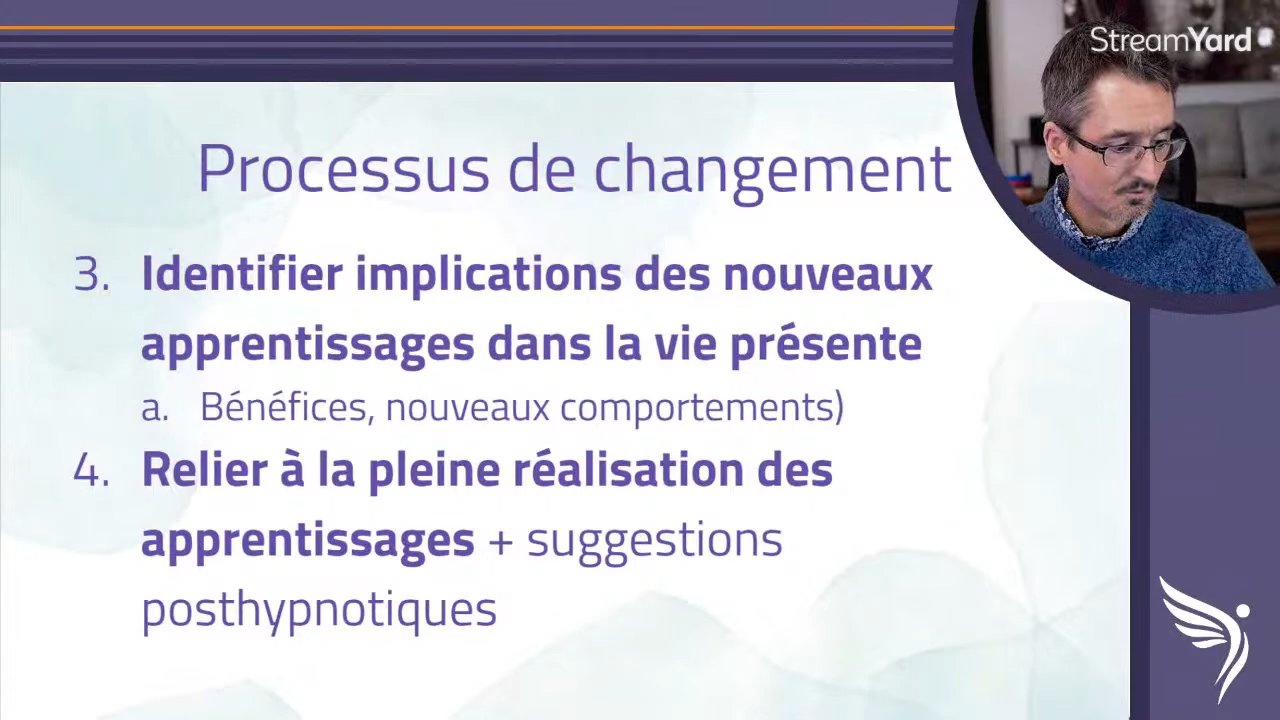 StreamYard
Processus de changement
3. Identifier implications des nouveaux
apprentissages dans la vie présente
a. Bénéfices, nouveaux comportements)
4. Relier à la pleine réalisation des
apprentissages + suggestions
posthypnotiques